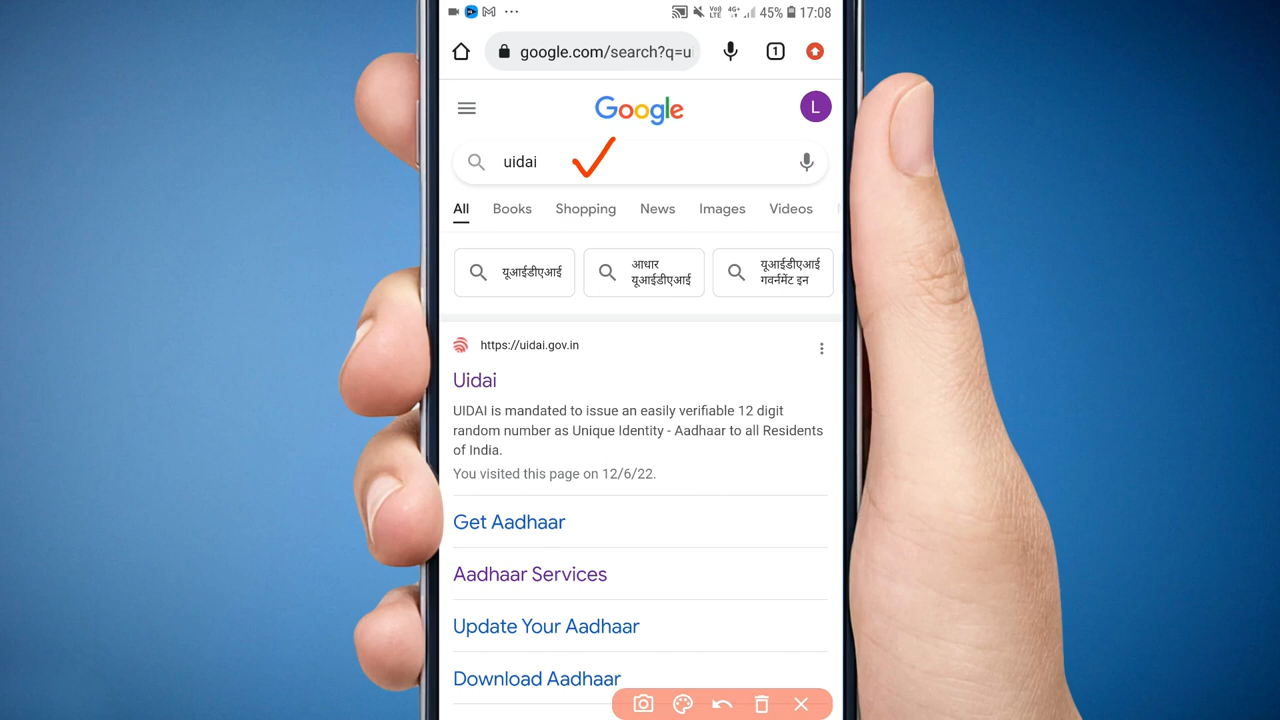 45% 17:08
google.com/search?q=u
1
Google
L
uidai
All Books Shopping News Images Videos
यूआईडीएआई
आधार
यूआईडीएआई
यूआईडीएआई
गवर्नमेंट इन
https://uidai.gov.in
Uidai
UIDAI is mandated to issue an easily verifiable 12 digit
random number as Unique Identity - Aadhaar to all Residents
of India.
You visited this page on 12/6/22.
Get Aadhaar
Aadhaar Services
Update Your Aadhaar
Download Aadhaar